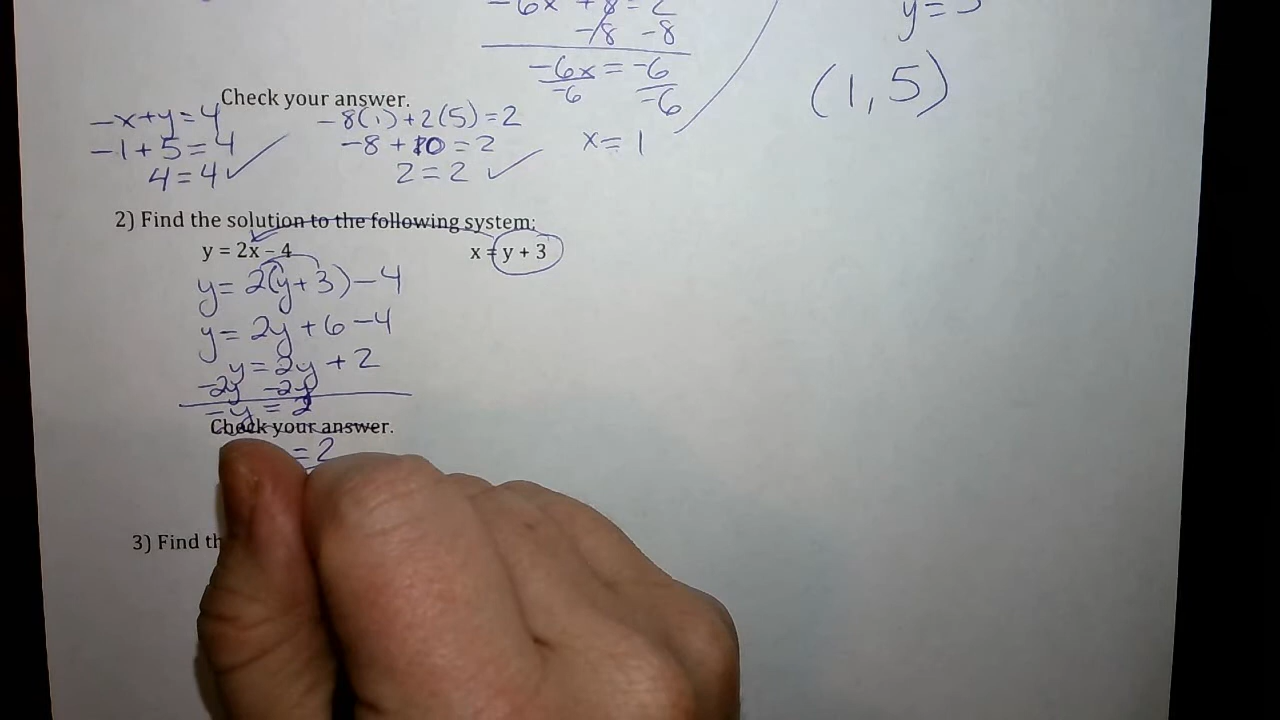 -6x + 8 = 2
-8 -8
-6x = -6
-6 -6
y = 5
(1, 5)
Check your answer.
-x+y=4
-8(1)+2(5)=2
-1+5=4
-8+10=2
x=1
4=4 ✓
2=2 ✓
2) Find the solution to the following system:
y = 2x – 4
x = y + 3
y=2(y+3)-4
y=2y+6-4
y=2y+2
-2y -2y
-y=2
Check your answer.
=2
3) Find th